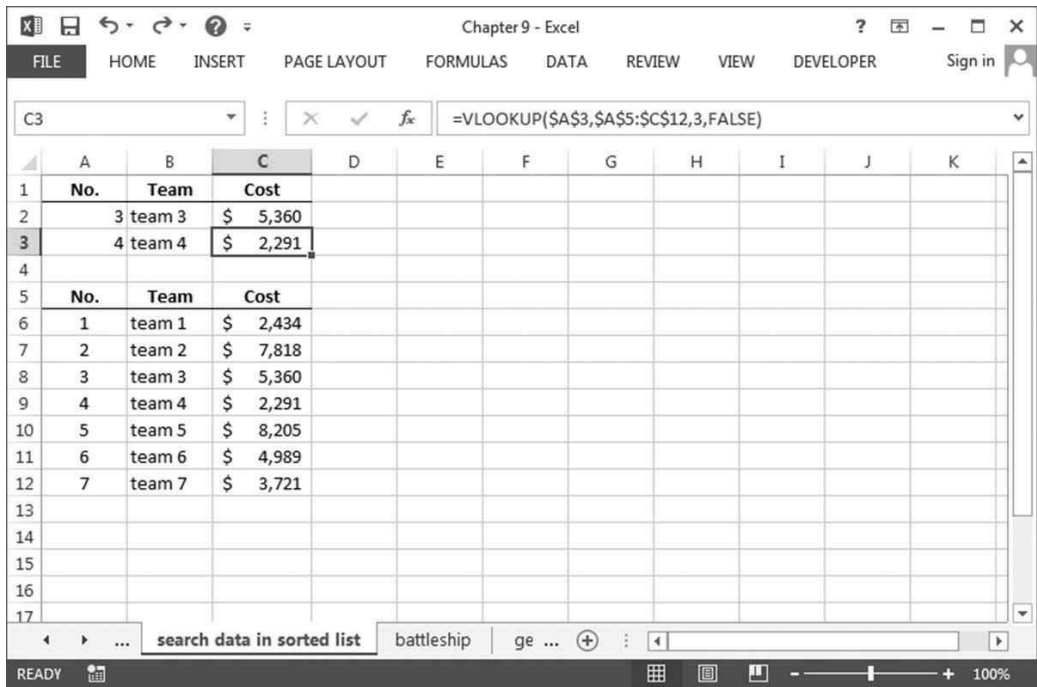 Chapter 9 - Excel
?
FILE HOME INSERT PAGE LAYOUT FORMULAS DATA REVIEW VIEW DEVELOPER Sign in
C3 fx =VLOOKUP($A$3,$A$5:$C$12,3,FALSE)
A B C D E F G H I J K
1 No. Team Cost
2 3 team 3 $ 5,360
3 4 team 4 $ 2,291
4
5 No. Team Cost
6 1 team 1 $ 2,434
7 2 team 2 $ 7,818
8 3 team 3 $ 5,360
9 4 team 4 $ 2,291
10 5 team 5 $ 8,205
11 6 team 6 $ 4,989
12 7 team 7 $ 3,721
13
14
15
16
17
... search data in sorted list battleship ge ...
READY 100%